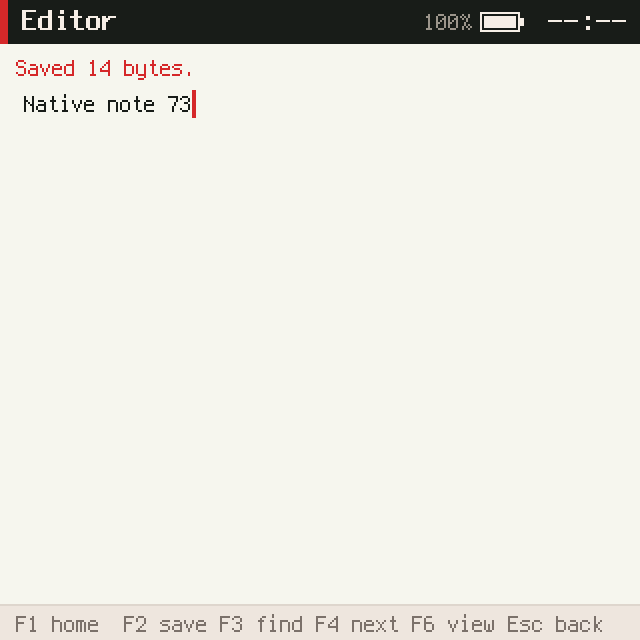 Editor 100% --:--
Saved 14 bytes.
Native note 73
F1 home F2 save F3 find F4 next F6 view Esc back